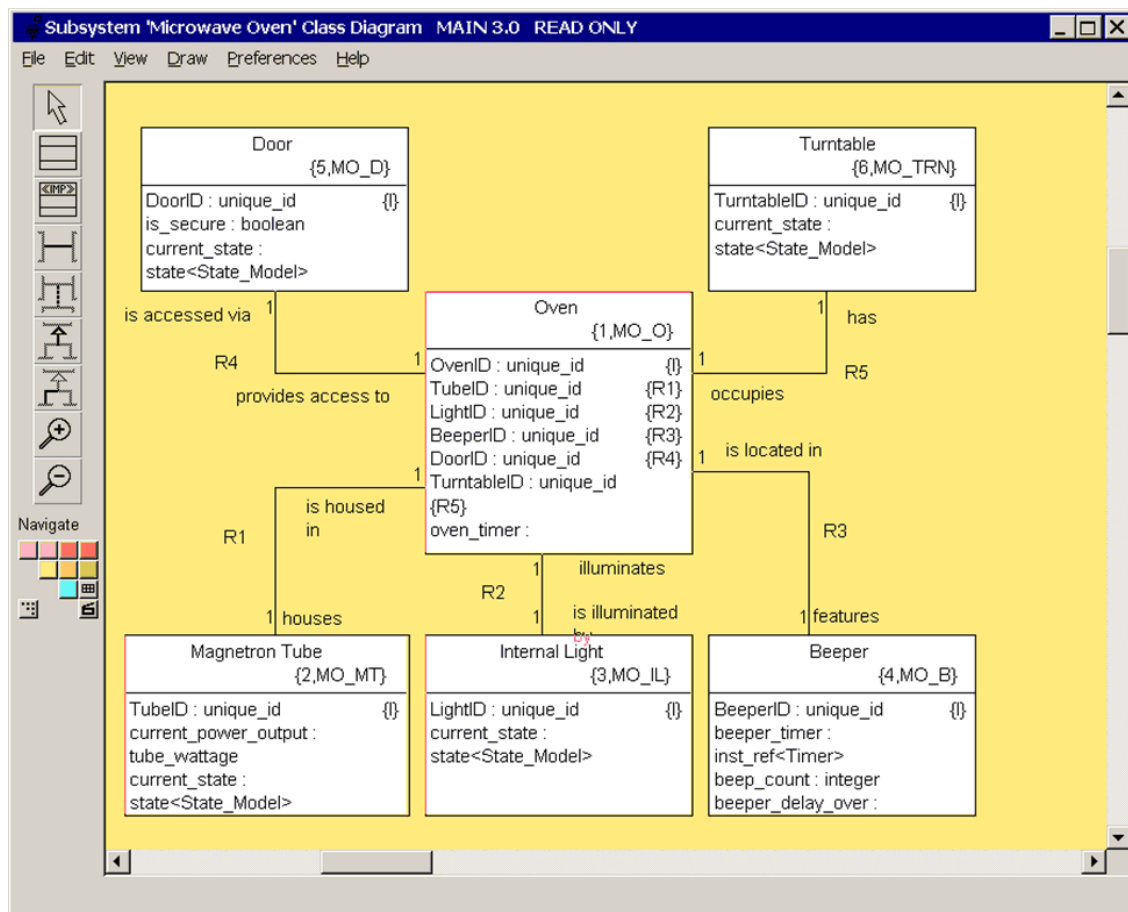 Subsystem 'Microwave Oven' Class Diagram MAIN 3.0 READ ONLY
File Edit View Draw Preferences Help
<IMP>
Navigate
Door
{5,MO_D}
DoorID : unique_id {I}
is_secure : boolean
current_state :
state<State_Model>
Turntable
{6,MO_TRN}
TurntableID : unique_id {I}
current_state :
state<State_Model>
is accessed via
1
R4
1
provides access to
Oven
{1,MO_O}
OvenID : unique_id {I}
TubeID : unique_id {R1}
LightID : unique_id {R2}
BeeperID : unique_id {R3}
DoorID : unique_id {R4}
TurntableID : unique_id
{R5}
oven_timer :
1
has
R5
1
occupies
1
is located in
R3
1
features
1
is housed
in
R1
1
houses
1
illuminates
R2
1
is illuminated
by
Magnetron Tube
{2,MO_MT}
TubeID : unique_id {I}
current_power_output :
tube_wattage
current_state :
state<State_Model>
Internal Light
{3,MO_IL}
LightID : unique_id {I}
current_state :
state<State_Model>
Beeper
{4,MO_B}
BeeperID : unique_id {I}
beeper_timer :
inst_ref<Timer>
beep_count : integer
beeper_delay_over :